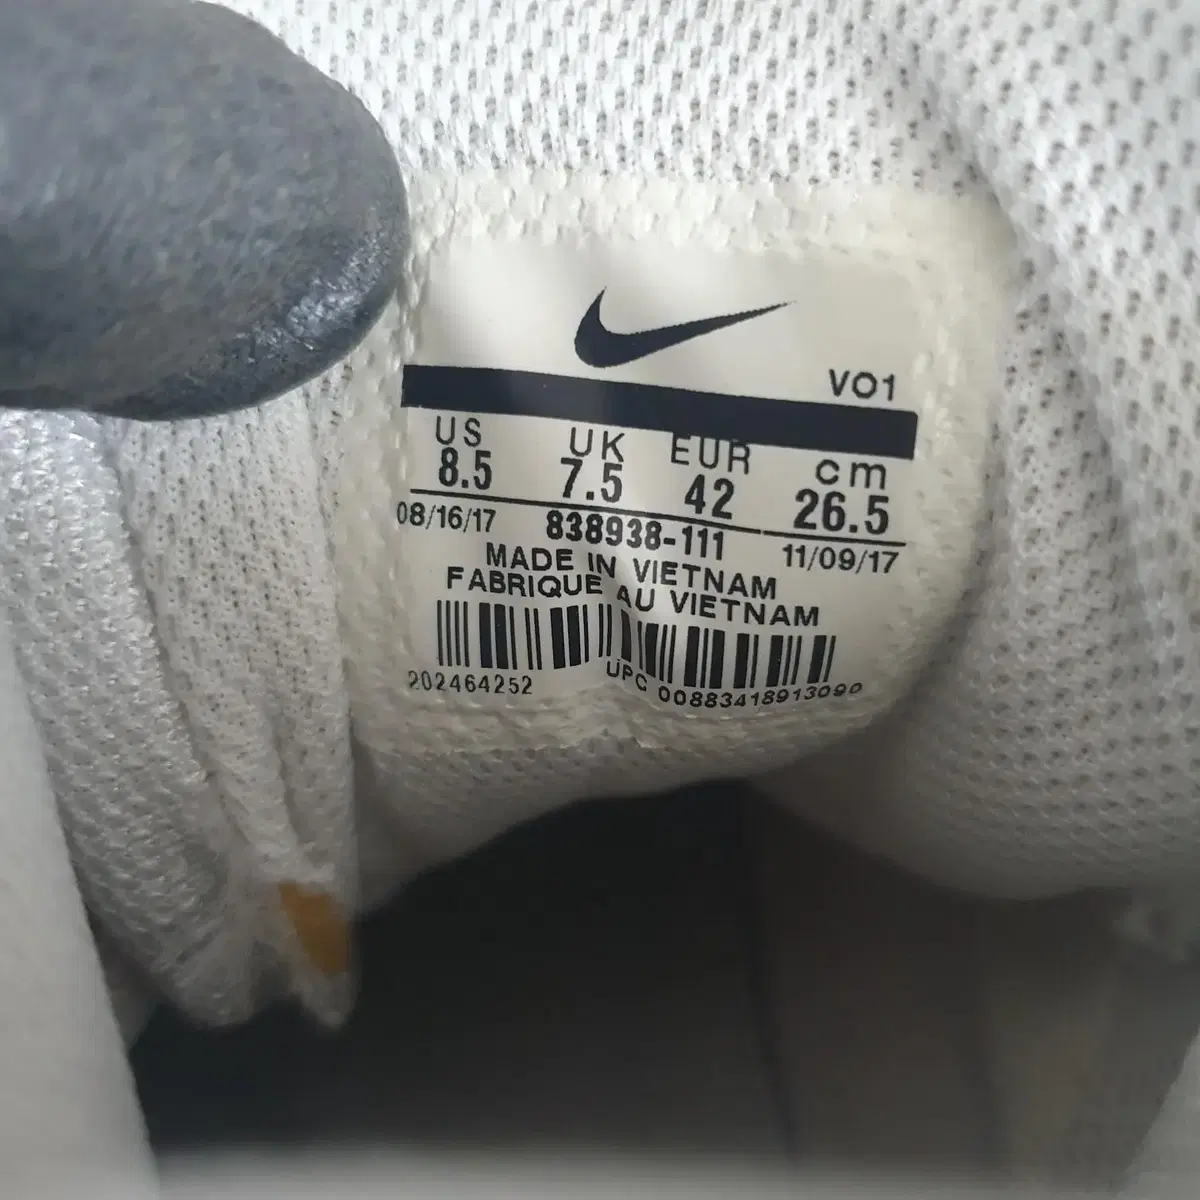 VO1
US UK EUR cm
8.5 7.5 42 26.5
08/16/17 838938-111 11/09/17
MADE IN VIETNAM
FABRIQUE AU VIETNAM
202464252 UPC 00883418913090